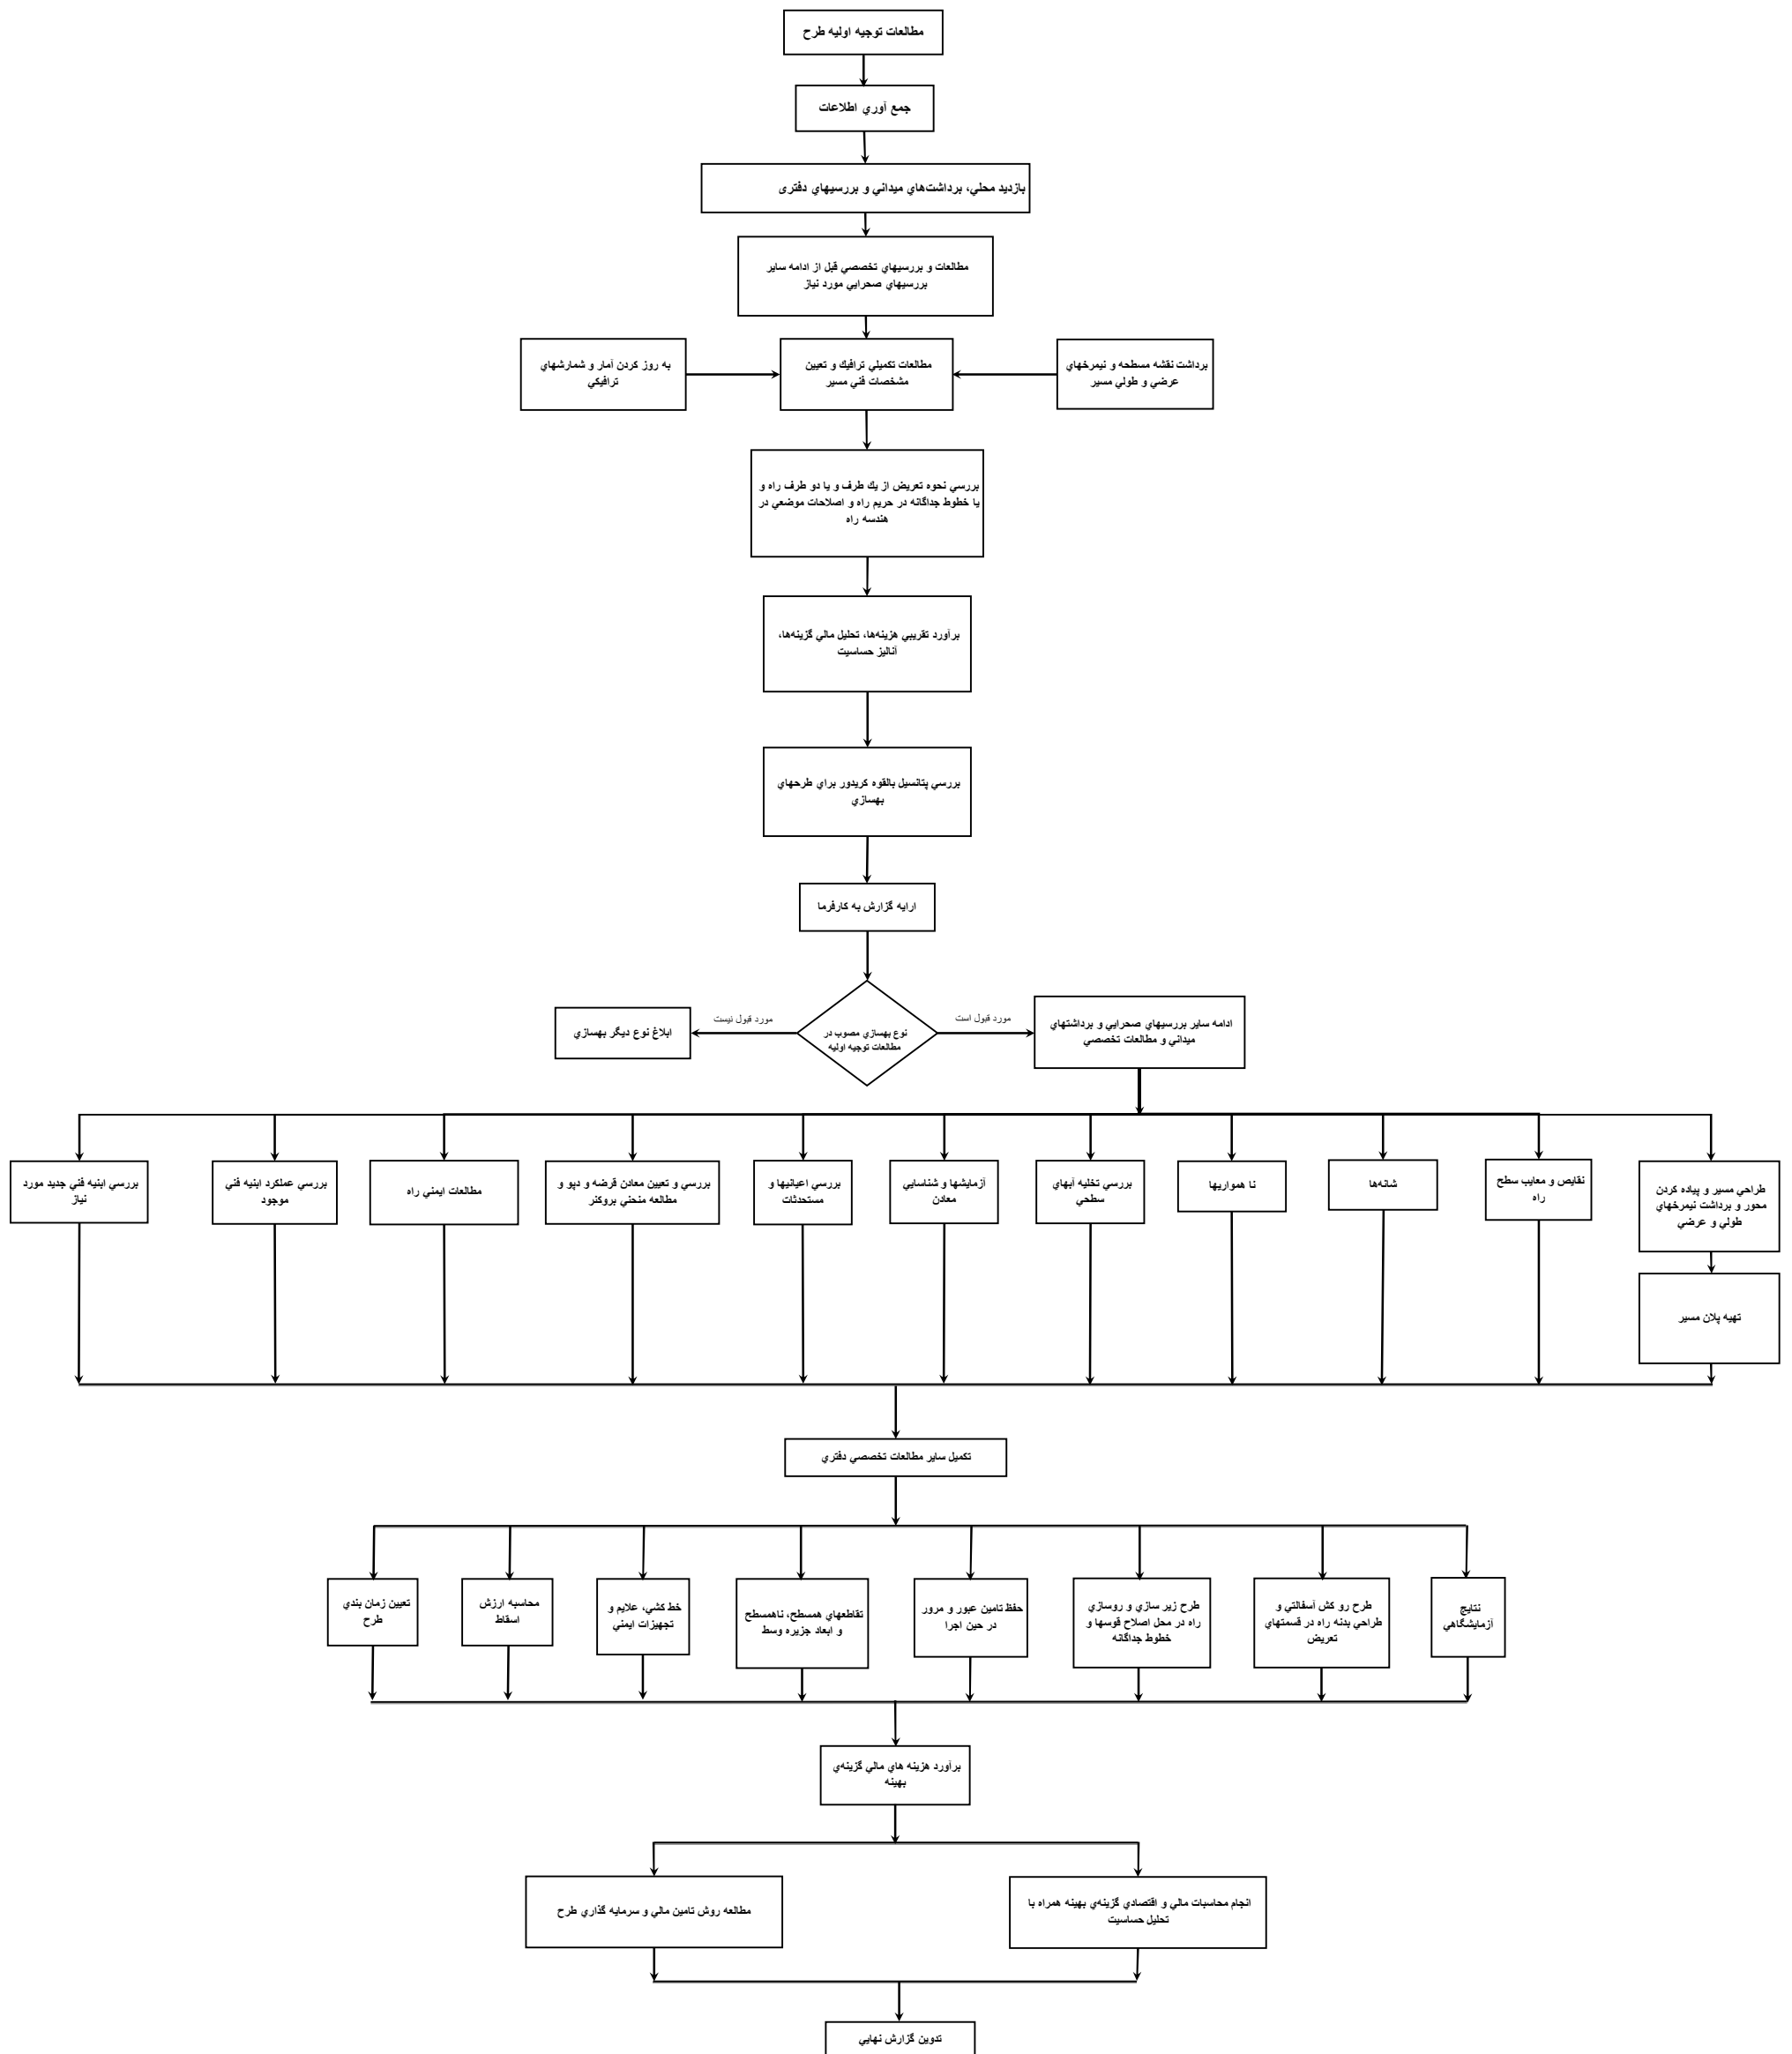 مطالعات توجيه اوليه طرح
جمع آوري اطلاعات
بازديد محلي، برداشت‌هاي ميداني و بررسيهاي دفتری
مطالعات و بررسيهاي تخصصي قبل از ادامه ساير
بررسيهاي صحرايي مورد نياز
برداشت نقشه مسطحه و نيمرخهاي
عرضي و طولي مسير
مطالعات تكميلي ترافيك و تعيين
مشخصات فني مسير
به روز كردن آمار و شمارشهاي
ترافيكي
بررسي نحوه تعريض از يك طرف و يا دو طرف راه و
يا خطوط جداگانه در حريم راه و اصلاحات موضعي در
هندسه راه
برآورد تقريبي هزينه‌ها، تحليل مالي گزينه‌ها،
آناليز حساسيت
بررسي پتانسيل بالقوه كريدور براي طرحهاي
بهسازي
ارايه گزارش به كارفرما
ادامه ساير بررسيهاي صحرايي و برداشتهاي
ميداني و مطالعات تخصصي
مورد قبول است
نوع بهسازي مصوب در
مطالعات توجيه اوليه
مورد قبول نيست
ابلاغ نوع ديگر بهسازي
طراحي مسير و پياده كردن
محور و برداشت نيمرخهاي
طولي و عرضي
نقايص و معايب سطح
راه
شانه‌ها
نا همواريها
بررسي تخليه آبهاي
سطحي
آزمايشها و شناسايي
معادن
بررسي اعيانيها و
مستحدثات
بررسي و تعيين معادن قرضه و دپو و
مطالعه منحني بروكنر
مطالعات ايمني راه
بررسي عملكرد ابنيه فني
موجود
بررسي ابنيه فني جديد مورد
نياز
تهيه پلان مسير
تكميل ساير مطالعات تخصصي دفتري
نتايج
آزمايشگاهي
طرح رو كش آسفالتي و
طراحي بدنه راه در قسمتهاي
تعريض
طرح زير سازي و روسازي
راه در محل اصلاح قوسها و
خطوط جداگانه
حفظ تامين عبور و مرور
در حين اجرا
تقاطعهاي همسطح، ناهمسطح
و ابعاد جزيره وسط
خط كشي، علايم و
تجهيزات ايمني
محاسبه ارزش
اسقاط
تعيين زمان بندي
طرح
برآورد هزينه هاي مالي گزينه‌ي
بهينه
انجام محاسبات مالي و اقتصادي گزينه‌ي بهينه همراه با
تحليل حساسيت
مطالعه روش تامين مالي و سرمايه گذاري طرح
تدوين گزارش نهايي